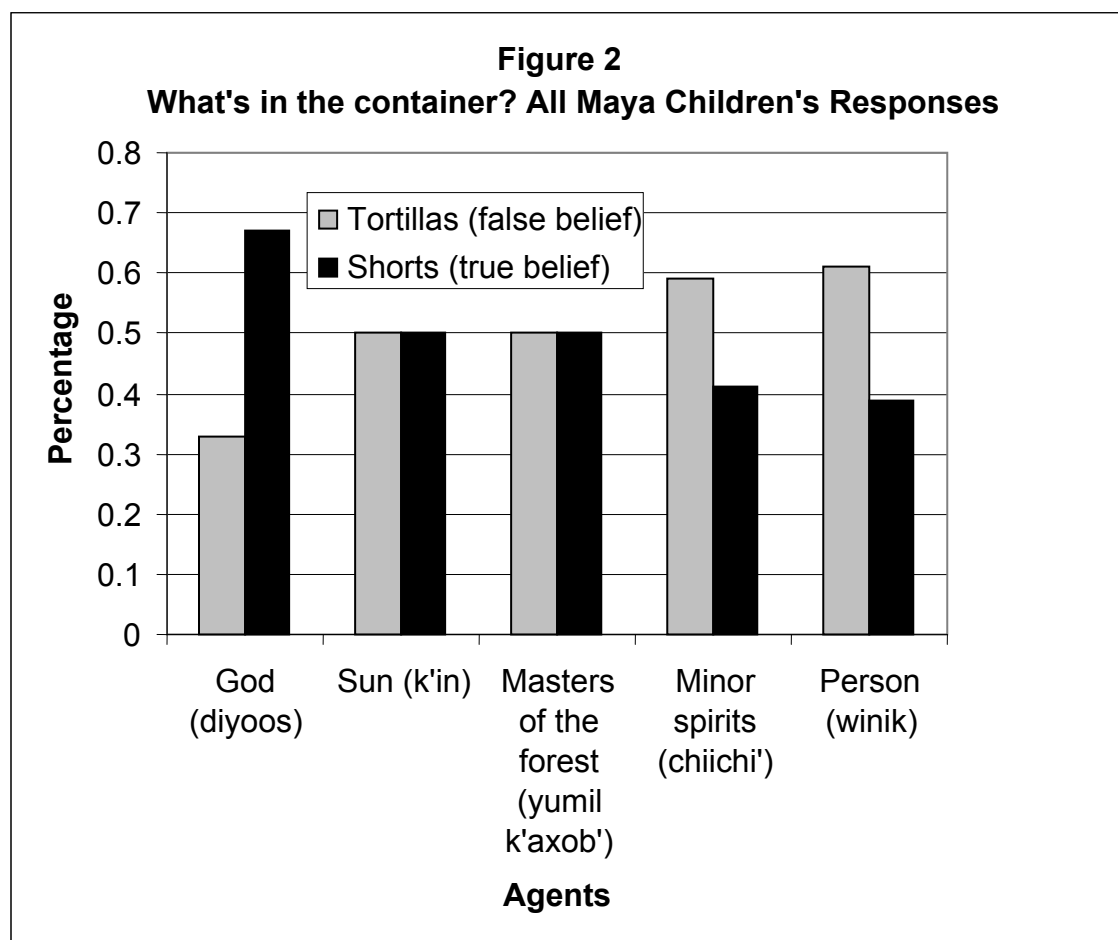 Figure 2
What's in the container? All Maya Children's Responses
0.8
0.7
0.6
0.5
0.4
0.3
0.2
0.1
0
Percentage
Tortillas (false belief)
Shorts (true belief)
God
(diyoos)
Sun (k'in)
Masters
of the
forest
(yumil
k'axob')
Minor
spirits
(chiichi')
Person
(winik)
Agents